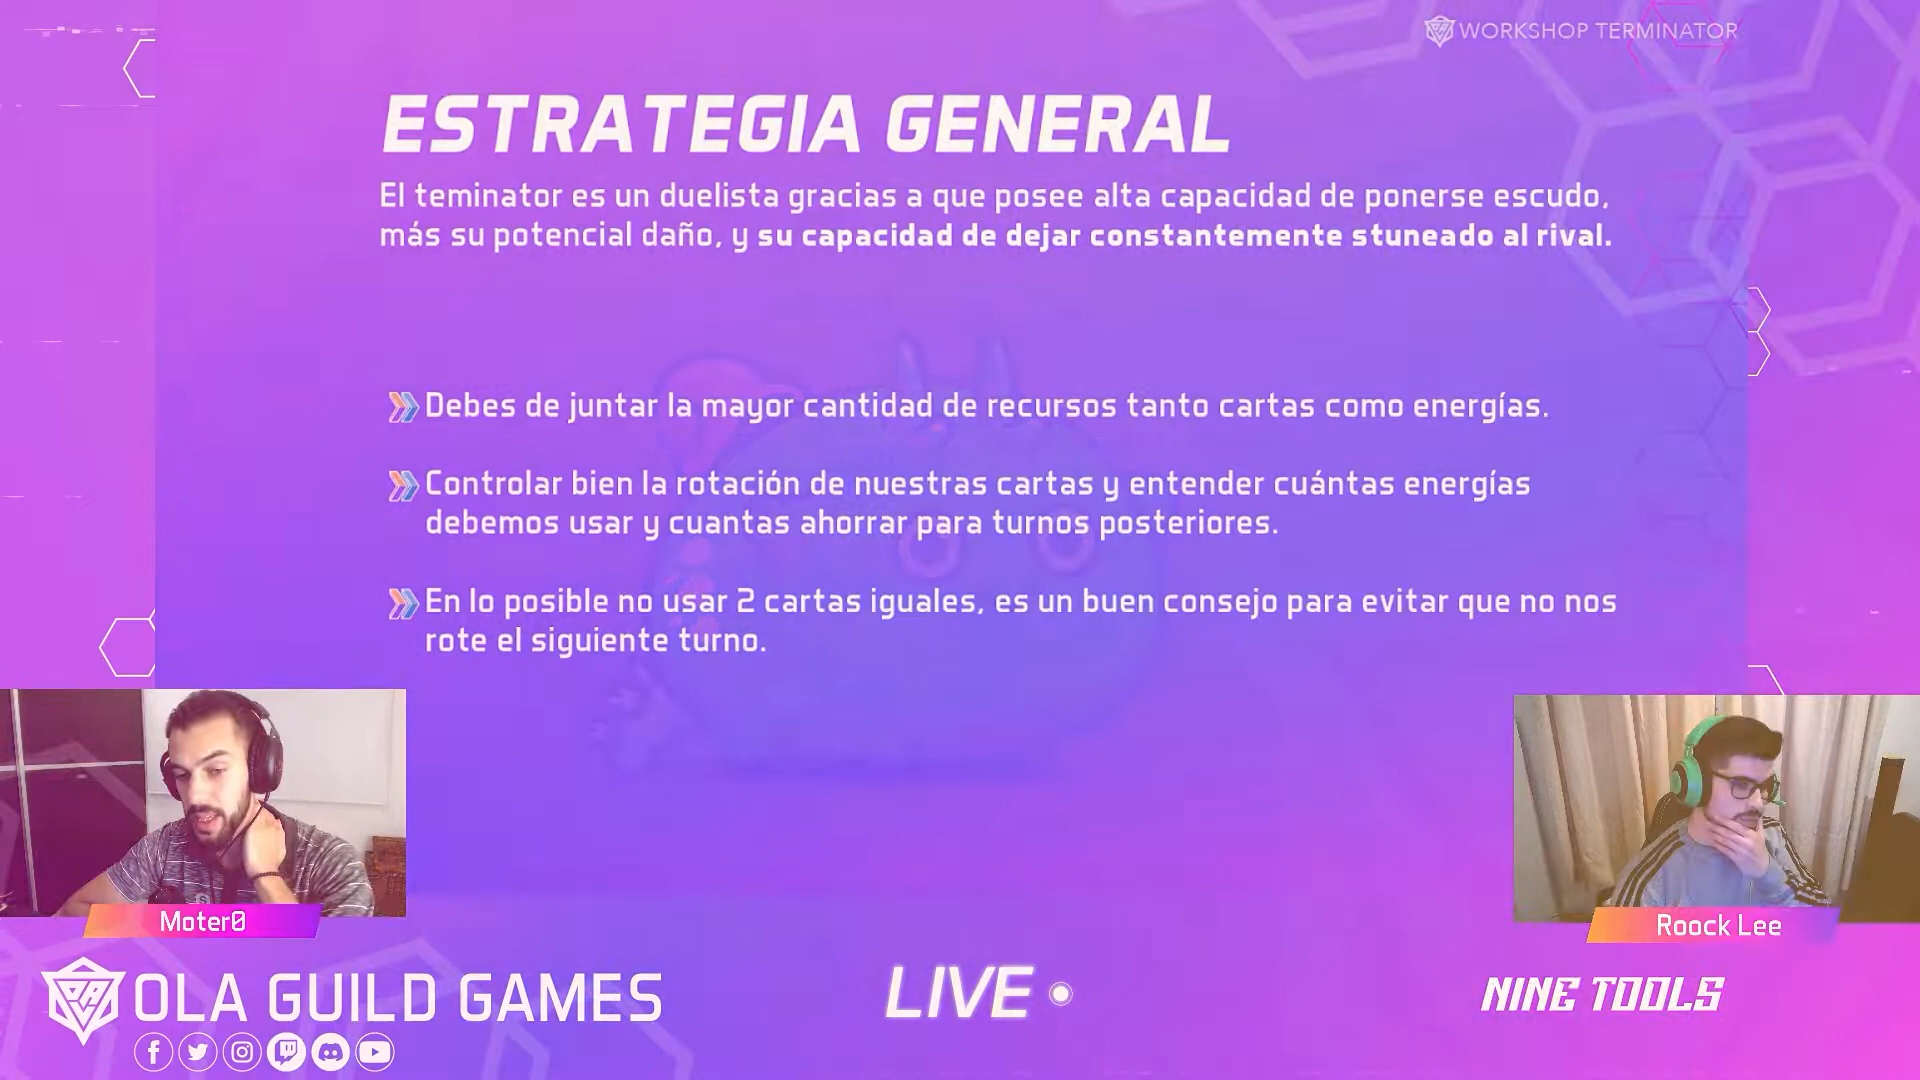 WORKSHOP TERMINATOR
ESTRATEGIA GENERAL
El teminator es un duelista gracias a que posee alta capacidad de ponerse escudo,
más su potencial daño, y su capacidad de dejar constantemente stuneado al rival.
Debes de juntar la mayor cantidad de recursos tanto cartas como energías.
Controlar bien la rotación de nuestras cartas y entender cuántas energías
debemos usar y cuantas ahorrar para turnos posteriores.
En lo posible no usar 2 cartas iguales, es un buen consejo para evitar que no nos
rote el siguiente turno.
Moter0
Roock Lee
OLA GUILD GAMES
LIVE
NINE TOOLS